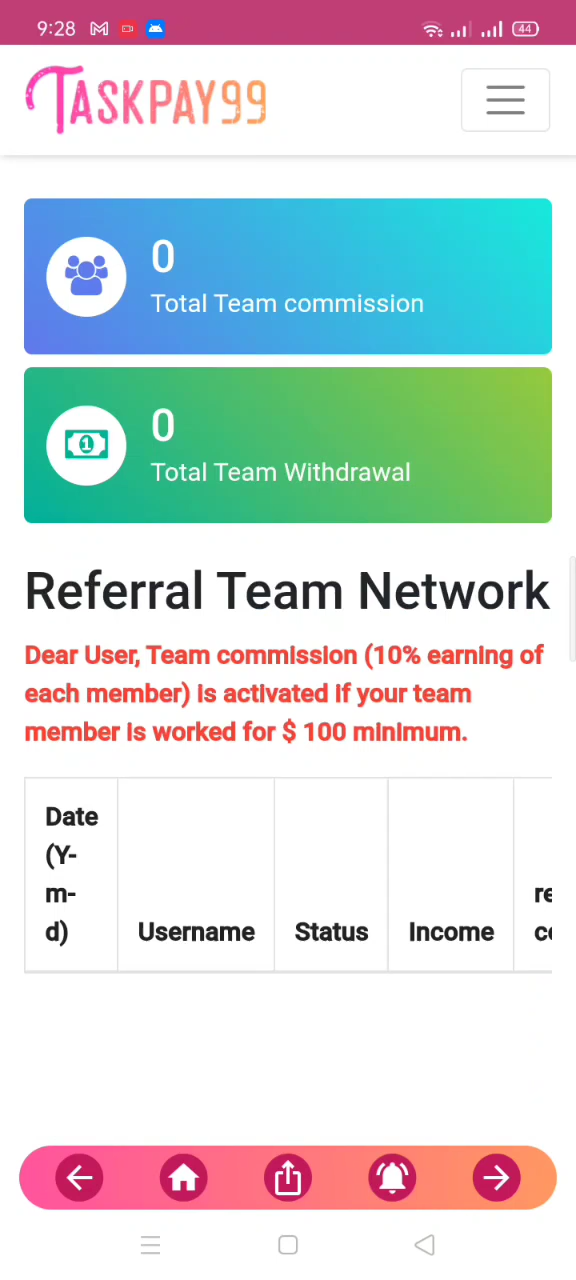 9:28
44
TASKPAY99
0
Total Team commission
1
0
Total Team Withdrawal
Referral Team Network
Dear User, Team commission (10% earning of
each member) is activated if your team
member is worked for $ 100 minimum.
Date
(Y-
m-
d)
Username
Status
Income